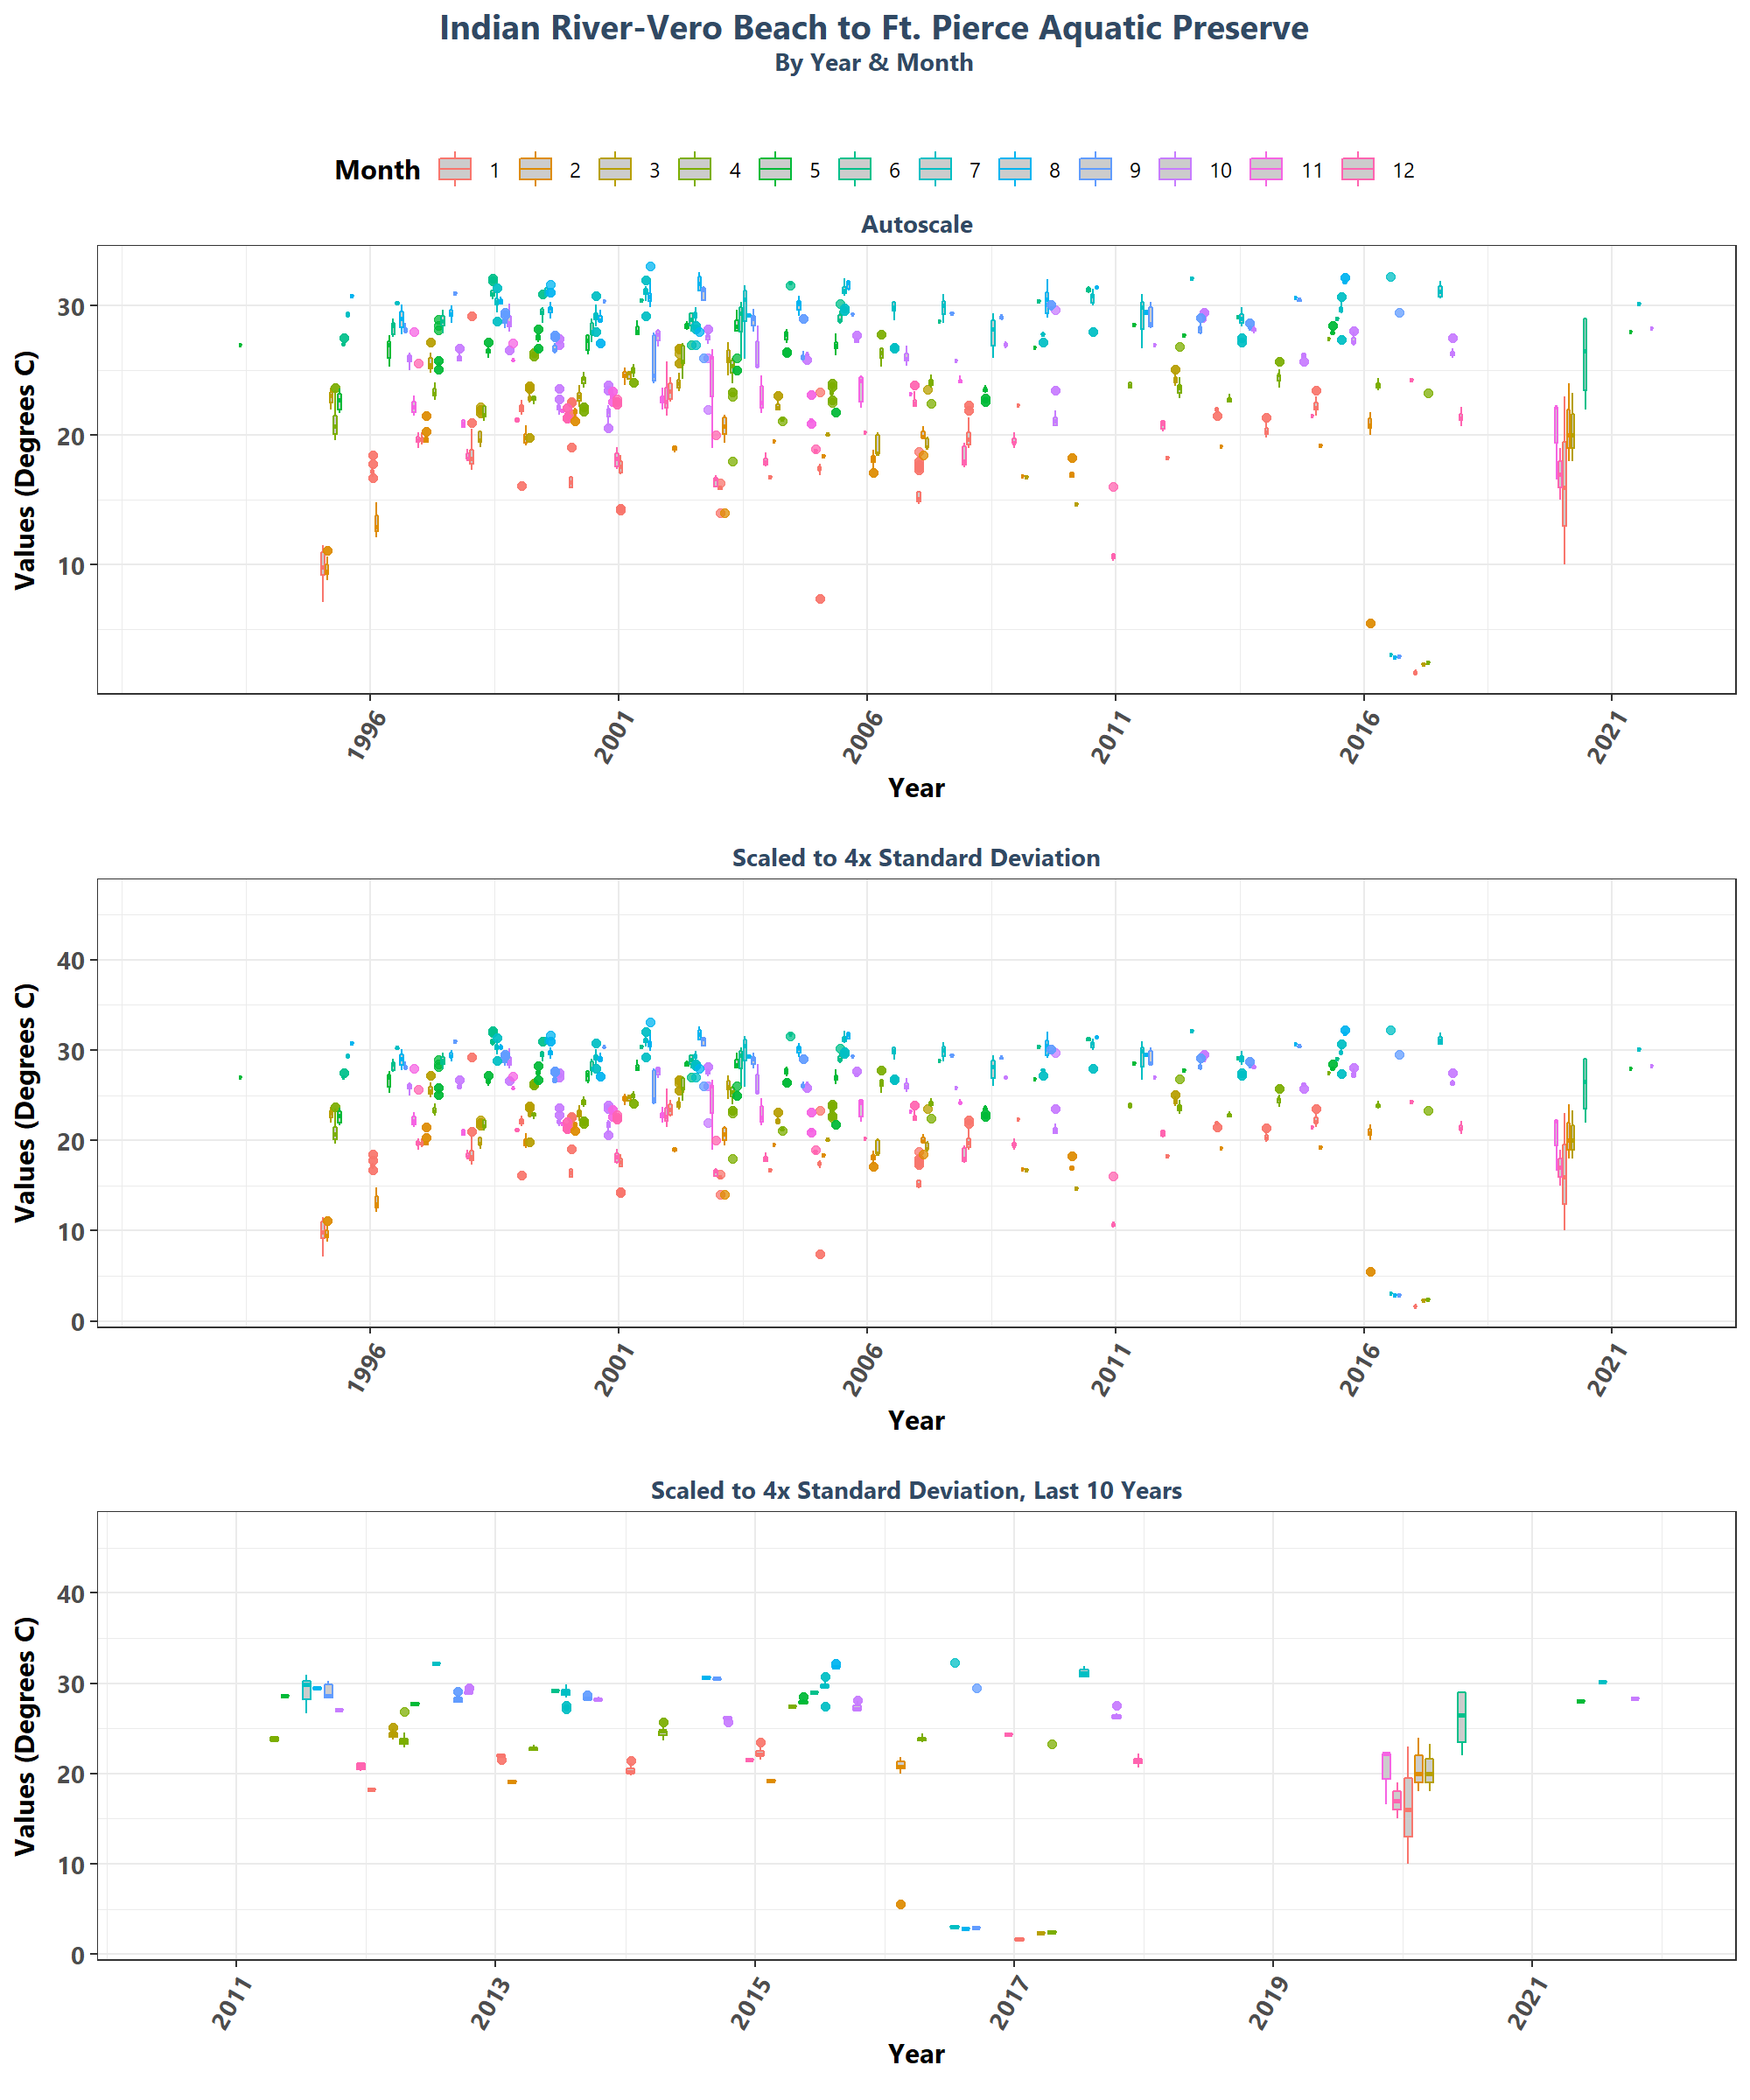 Indian River-Vero Beach to Ft. Pierce Aquatic Preserve
By Year & Month
Month 1 2 3 4 5 6 7 8 9 10 11 12
Autoscale
Values (Degrees C)
30
20
10
1996 2001 2006 2011 2016 2021
Year
Scaled to 4x Standard Deviation
Values (Degrees C)
40
30
20
10
0
1996 2001 2006 2011 2016 2021
Year
Scaled to 4x Standard Deviation, Last 10 Years
Values (Degrees C)
40
30
20
10
0
2011 2013 2015 2017 2019 2021
Year